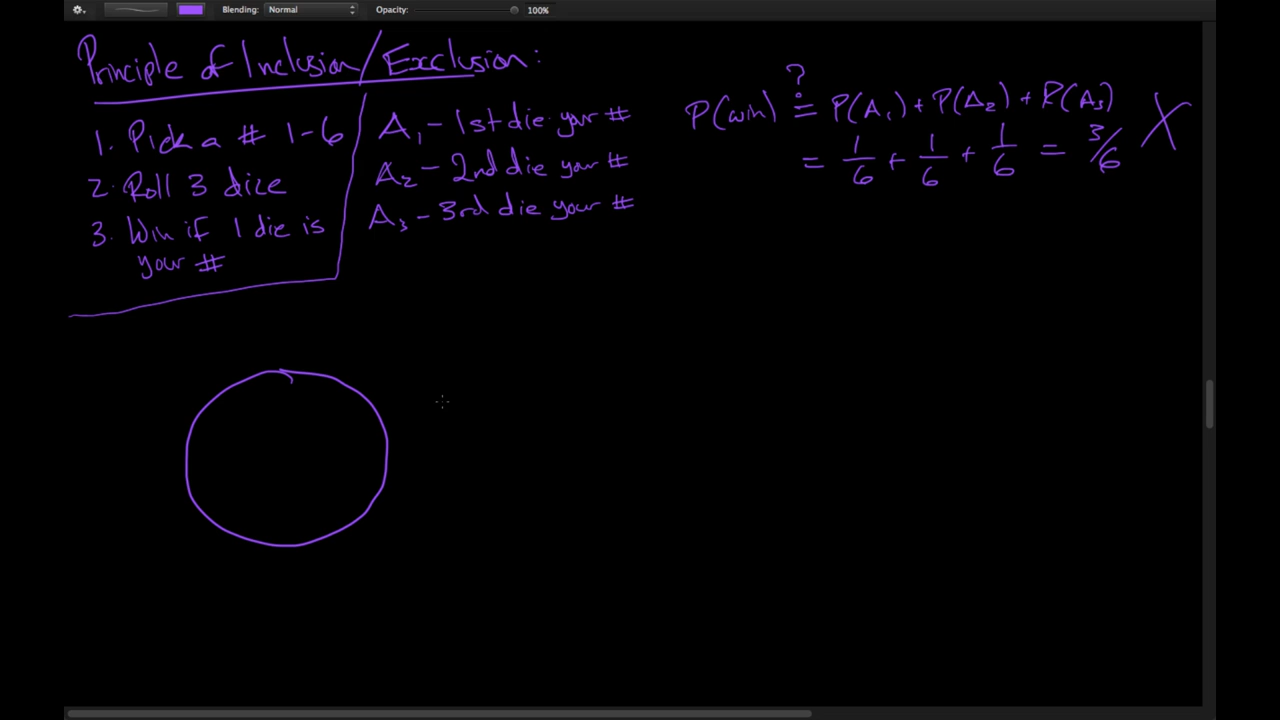 Blending: Normal Opacity: 100%
Principle of Inclusion/Exclusion:
1. Pick a # 1-6
2. Roll 3 dice
3. Win if 1 die is
your #
A₁ - 1st die your #
A₂ - 2nd die your #
A₃ - 3rd die your #
?
P(win) = P(A₁) + P(A₂) + P(A₃)
= 1/6 + 1/6 + 1/6 = 3/6 X